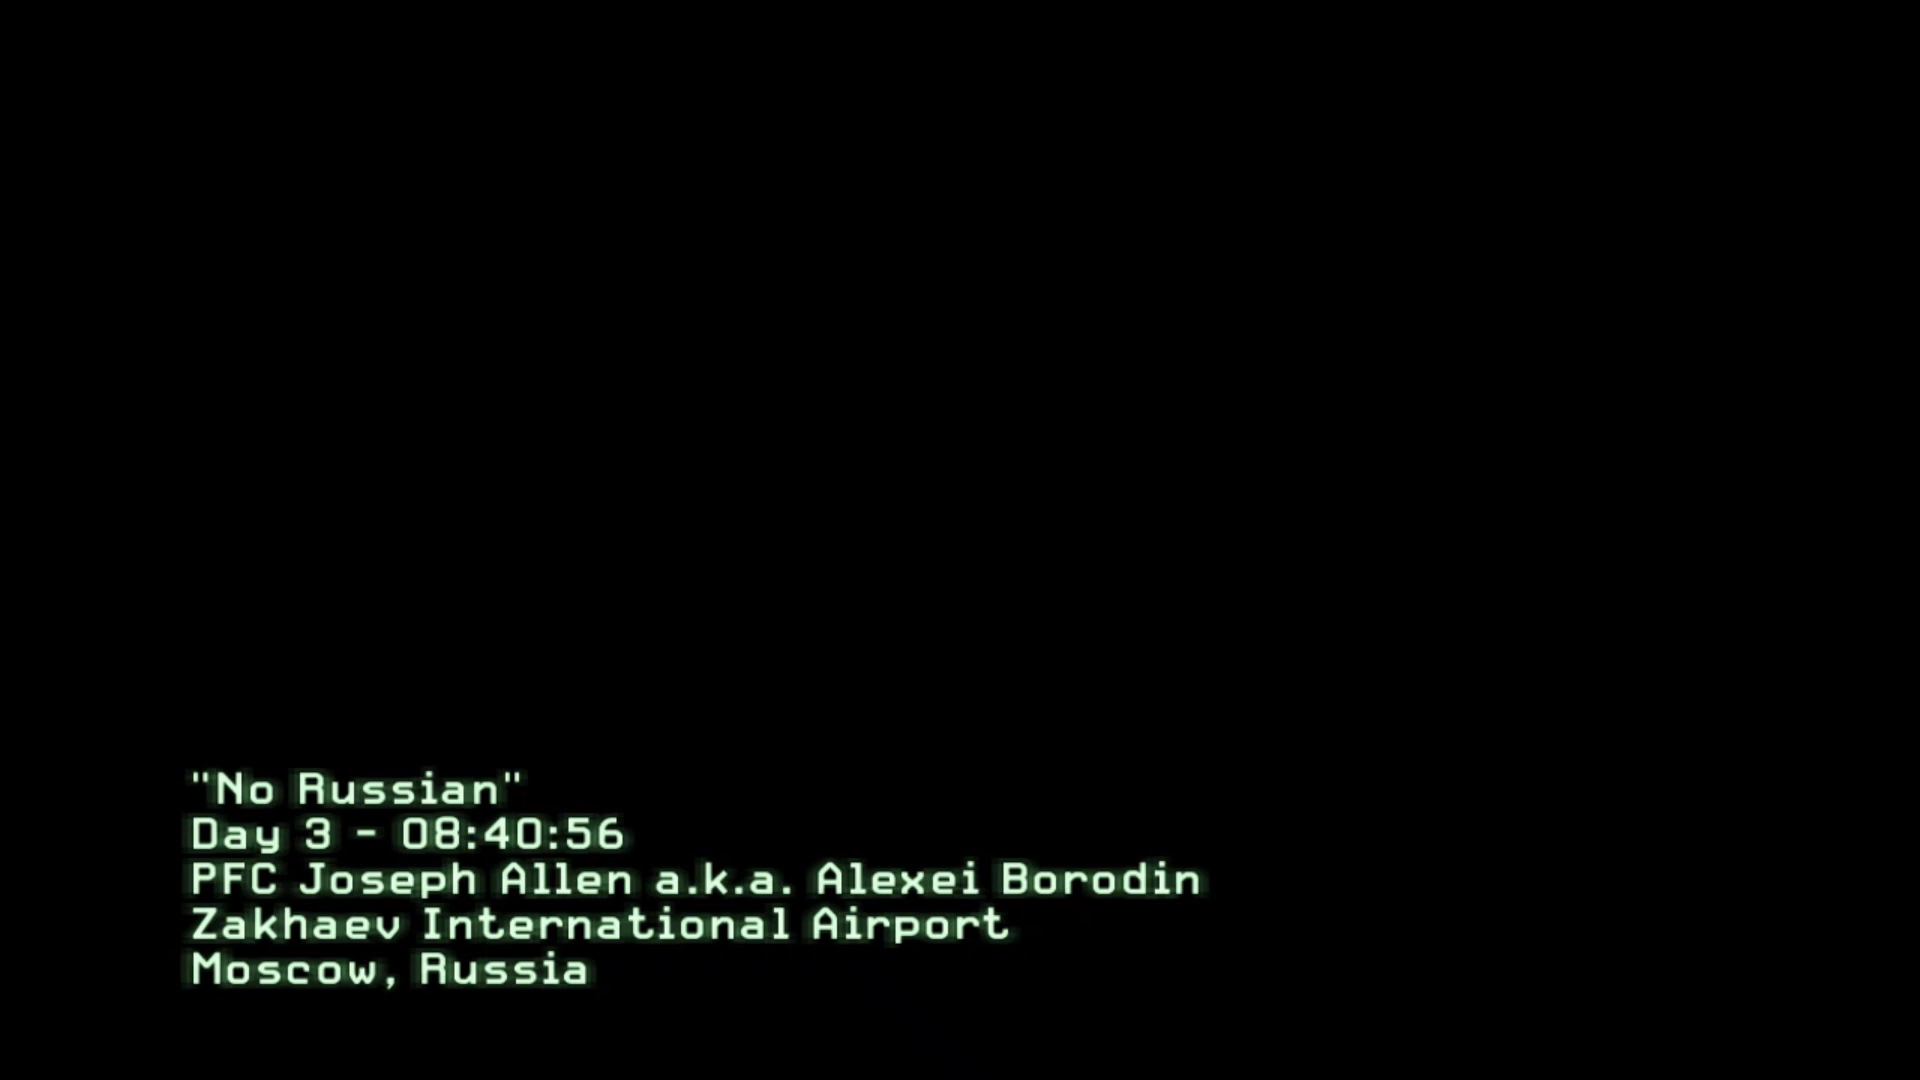 "No Russian"
Day 3 - 08:40:56
PFC Joseph Allen a.k.a. Alexei Borodin
Zakhaev International Airport
Moscow, Russia